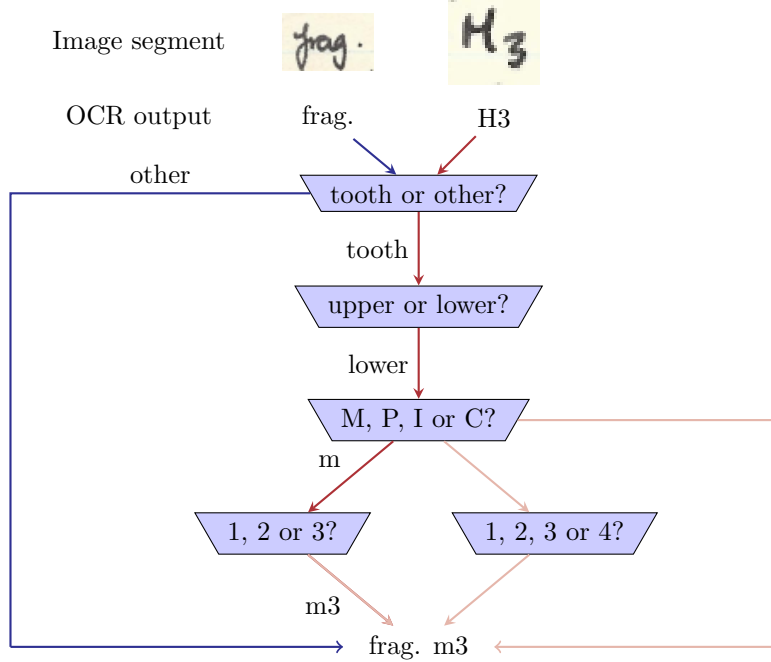 Image segment frag. M3
OCR output frag. H3
other
tooth or other?
tooth
upper or lower?
lower
M, P, I or C?
m
1, 2 or 3? 1, 2, 3 or 4?
m3
frag. m3